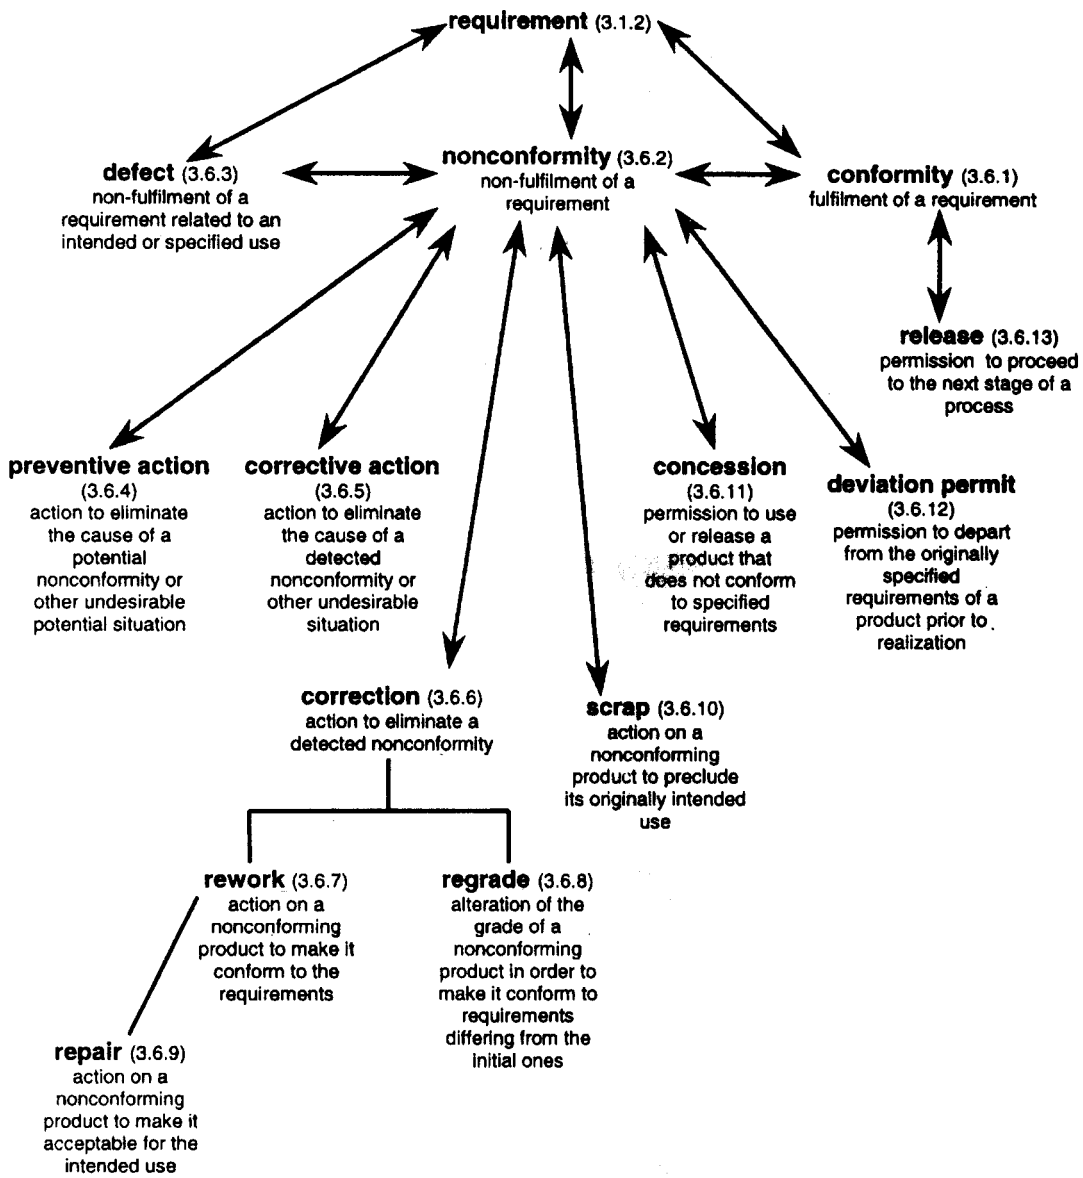 requirement (3.1.2)
defect (3.6.3)
non-fulfilment of a
requirement related to an
intended or specified use
nonconformity (3.6.2)
non-fulfilment of a
requirement
conformity (3.6.1)
fulfilment of a requirement
release (3.6.13)
permission to proceed
to the next stage of a
process
preventive action
(3.6.4)
action to eliminate
the cause of a
potential
nonconformity or
other undesirable
potential situation
corrective action
(3.6.5)
action to eliminate
the cause of a
detected
nonconformity or
other undesirable
situation
concession
(3.6.11)
permission to use
or release a
product that
does not conform
to specified
requirements
deviation permit
(3.6.12)
permission to depart
from the originally
specified
requirements of a
product prior to
realization
correction (3.6.6)
action to eliminate a
detected nonconformity
scrap (3.6.10)
action on a
nonconforming
product to preclude
its originally intended
use
rework (3.6.7)
action on a
nonconforming
product to make it
conform to the
requirements
regrade (3.6.8)
alteration of the
grade of a
nonconforming
product in order to
make it conform to
requirements
differing from the
initial ones
repair (3.6.9)
action on a
nonconforming
product to make it
acceptable for the
intended use